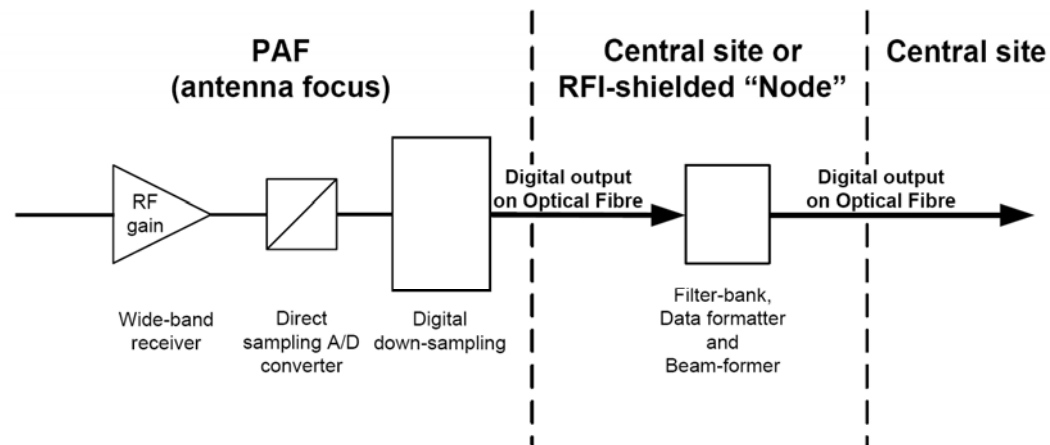 PAF
(antenna focus)
Central site or
RFI-shielded “Node”
Central site
RF
gain
Digital output
on Optical Fibre
Digital output
on Optical Fibre
Wide-band
receiver
Direct
sampling A/D
converter
Digital
down-sampling
Filter-bank,
Data formatter
and
Beam-former